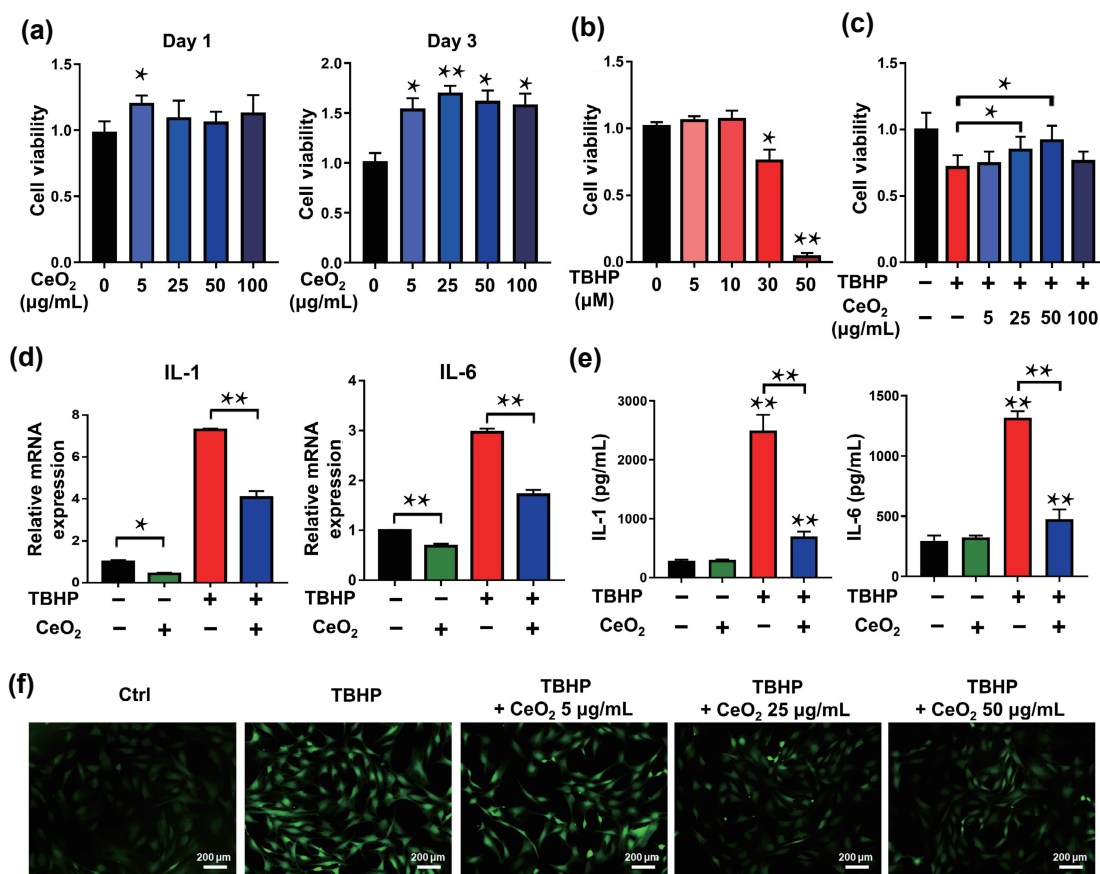 (a)
Day 1
Cell viability
1.5
1.0
0.5
0.0
CeO₂
(µg/mL)
0 5 25 50 100
Day 3
Cell viability
2.0
1.5
1.0
0.5
0.0
CeO₂
(µg/mL)
0 5 25 50 100
(b)
Cell viability
1.5
1.0
0.5
0.0
TBHP
(µM)
0 5 10 30 50
(c)
Cell viability
1.5
1.0
0.5
0.0
TBHP − + + + + +
CeO₂
(µg/mL)
− − 5 25 50 100
(d)
IL-1
Relative mRNA
expression
8
6
4
2
0
TBHP − − + +
CeO₂ − + − +
IL-6
Relative mRNA
expression
4
3
2
1
0
TBHP − − + +
CeO₂ − + − +
(e)
IL-1 (pg/mL)
3000
2000
1000
0
TBHP − − + +
CeO₂ − + − +
IL-6 (pg/mL)
1500
1000
500
0
TBHP − − + +
CeO₂ − + − +
(f)
Ctrl
TBHP
TBHP
+ CeO₂ 5 µg/mL
TBHP
+ CeO₂ 25 µg/mL
TBHP
+ CeO₂ 50 µg/mL
200 µm
200 µm
200 µm
200 µm
200 µm